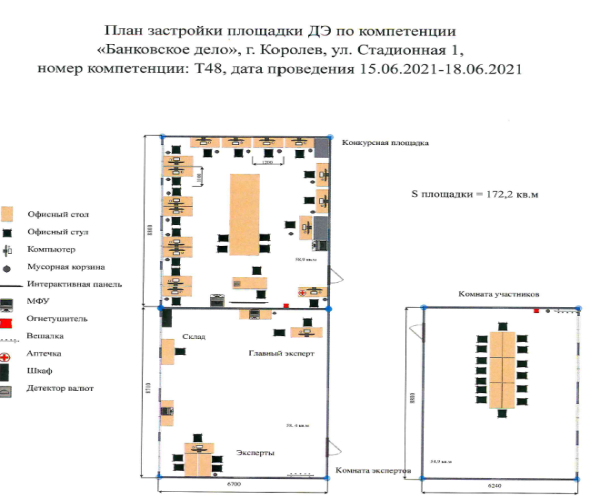 План застройки площадки ДЭ по компетенции
«Банковское дело», г. Королев, ул. Стадионная 1,
номер компетенции: Т48, дата проведения 15.06.2021-18.06.2021
Конкурсная площадка
S площадки = 172,2 кв.м
Офисный стол
Офисный стул
Компьютер
Мусорная корзина
Интерактивная панель
МФУ
Огнетушитель
Вешалка
Аптечка
Шкаф
Детектор валют
Комната участников
Склад
Главный эксперт
Эксперты
Комната экспертов
6700
6240